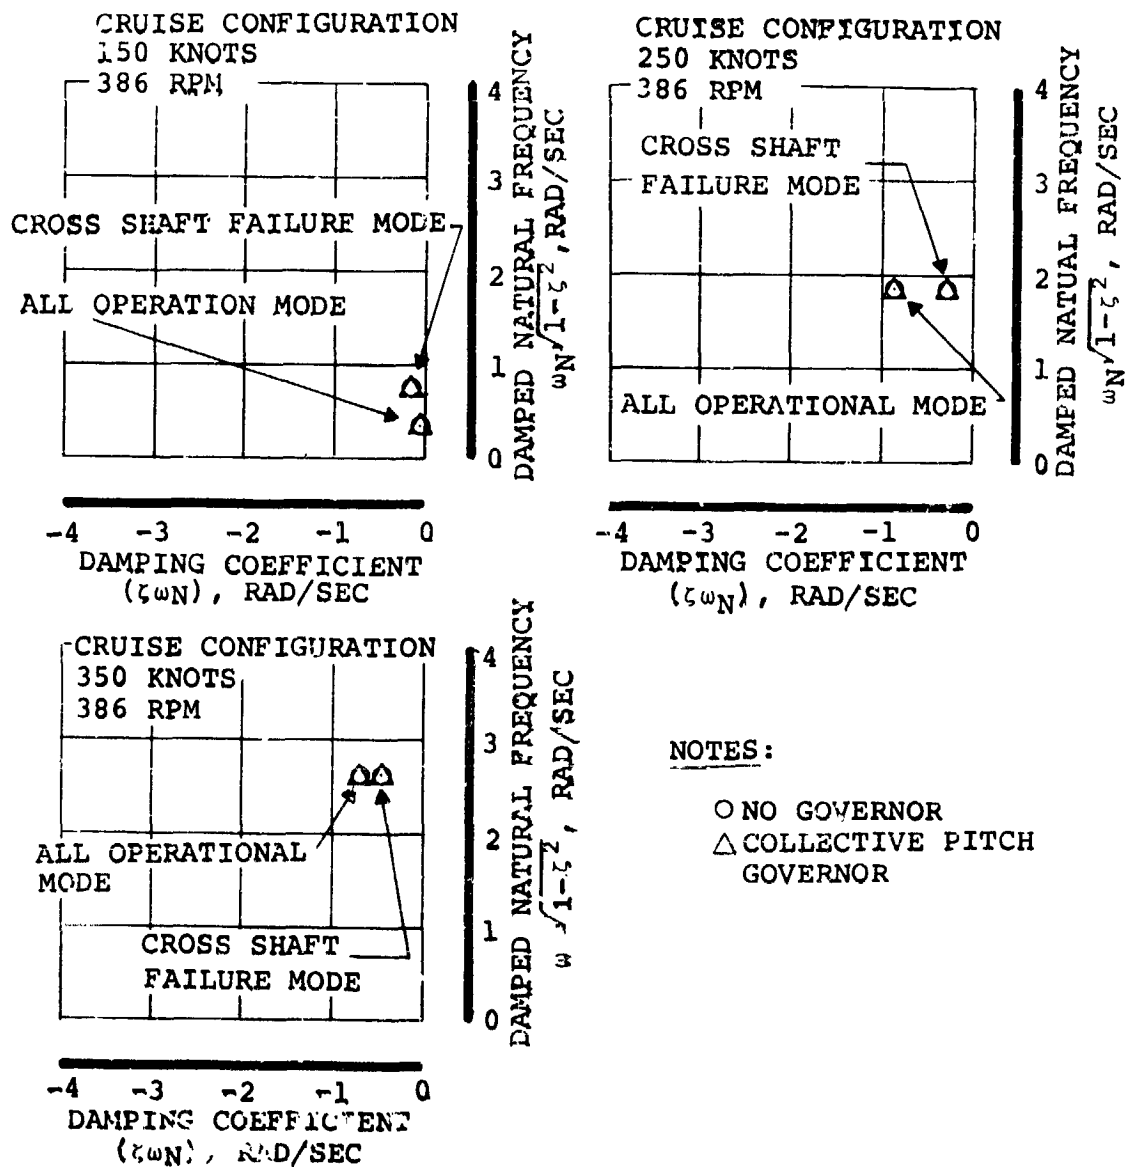 CRUISE CONFIGURATION
150 KNOTS
386 RPM
4
3
2
1
0
CROSS SHAFT FAILURE MODE
ALL OPERATION MODE
-4 -3 -2 -1 0
DAMPING COEFFICIENT
(ζωN), RAD/SEC
DAMPED NATURAL FREQUENCY
ωN√1-ζ², RAD/SEC
CRUISE CONFIGURATION
250 KNOTS
386 RPM
4
3
2
1
0
CROSS SHAFT
FAILURE MODE
ALL OPERATIONAL MODE
-4 -3 -2 -1 0
DAMPING COEFFICIENT
(ζωN), RAD/SEC
DAMPED NATUAL FREQUENCY
ωN√1-ζ², RAD/SEC
CRUISE CONFIGURATION
350 KNOTS
386 RPM
4
3
2
1
0
ALL OPERATIONAL
MODE
CROSS SHAFT
FAILURE MODE
-4 -3 -2 -1 0
DAMPING COEFFICIENT
(ζωN), RAD/SEC
DAMPED NATURAL FREQUENCY
ω √1-ζ², RAD/SEC
NOTES:
○ NO GOVERNOR
△ COLLECTIVE PITCH
GOVERNOR